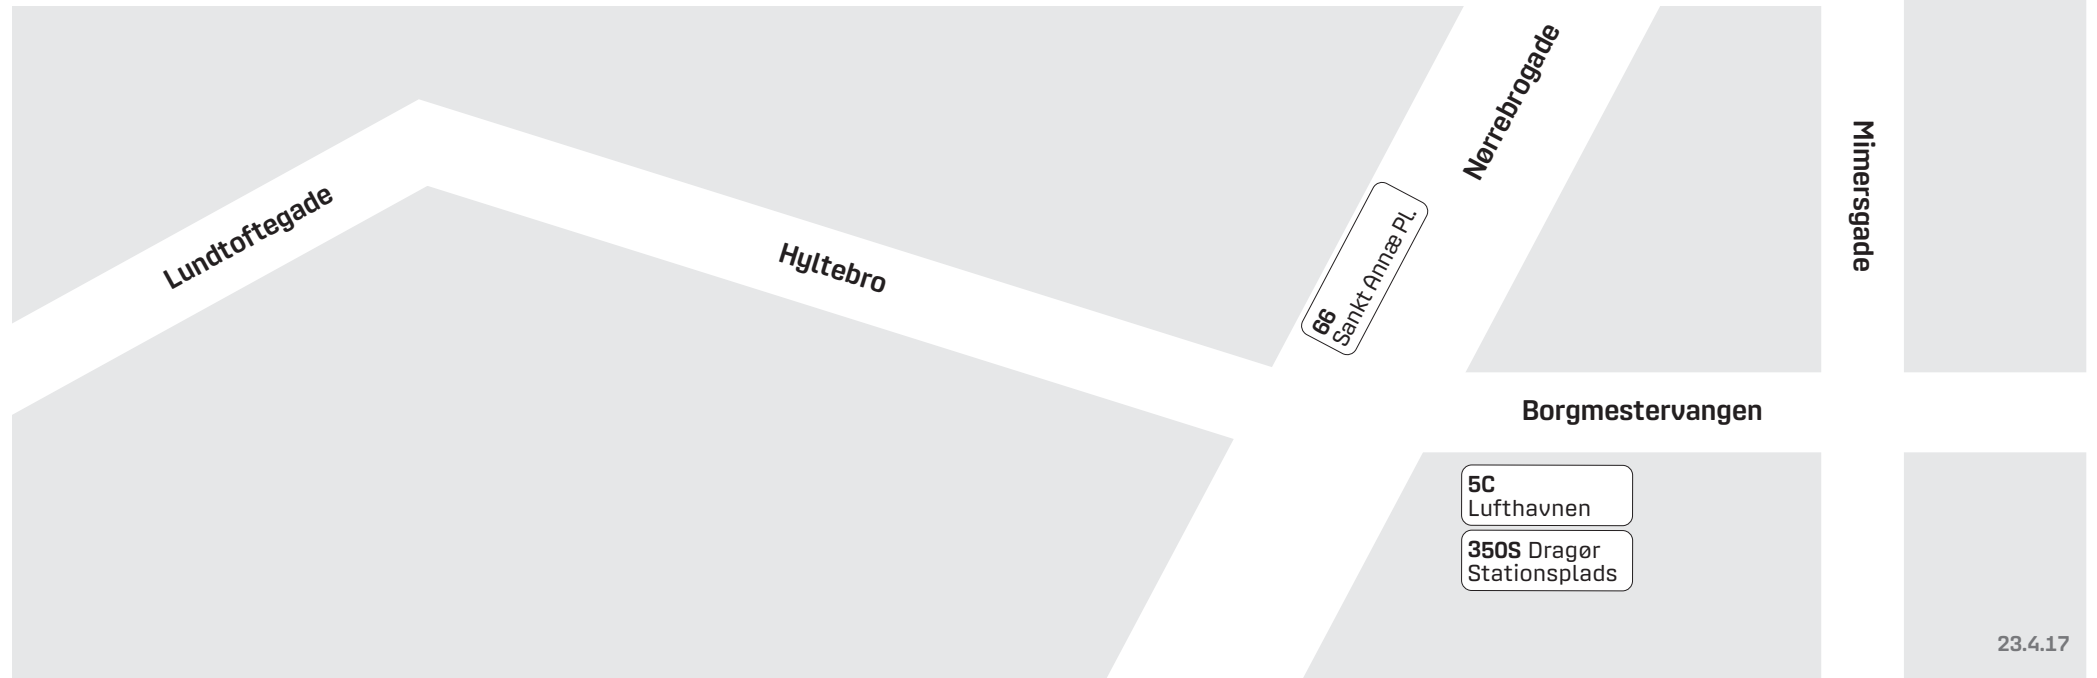 Lundtoftegade
Hyltebro
Nørrebrogade
Mimersgade
66
Sankt Annæ Pl.
Borgmestervangen
5C
Lufthavnen
350S Dragør
Stationsplads
23.4.17